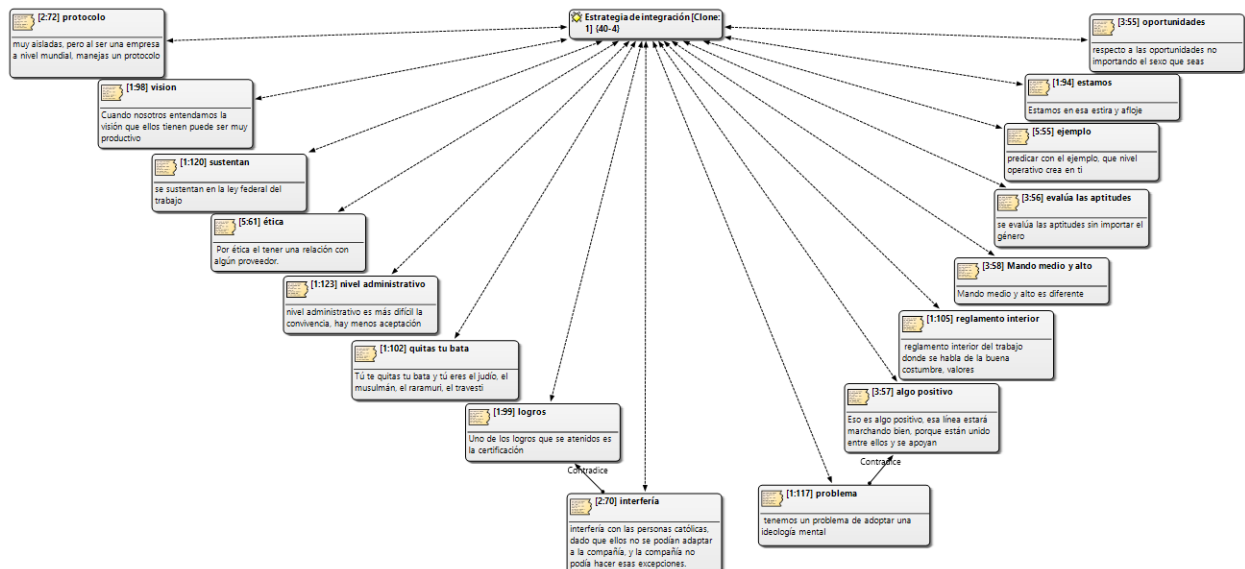 Estrategia de integración [Clone:
1] {40-4}
[2:72] protocolo
muy aisladas, pero al ser una empresa
a nivel mundial, manejas un protocolo
[1:98] vision
Cuando nosotros entendamos la
visión que ellos tienen puede ser muy
productivo
[1:120] sustentan
se sustentan en la ley federal del
trabajo
[5:61] ética
Por ética el tener una relación con
algún proveedor.
[1:123] nivel administrativo
nivel administrativo es más difícil la
convivencia, hay menos aceptación
[1:102] quitas tu bata
Tú te quitas tu bata y tú eres el judío, el
musulmán, el raramuri, el travesti
[1:99] logros
Uno de los logros que se atenidos es
la certificación
Contradice
[2:70] interfería
interfería con las personas católicas,
dado que ellos no se podían adaptar
a la compañía, y la compañía no
podía hacer esas excepciones.
[3:55] oportunidades
respecto a las oportunidades no
importando el sexo que seas
[1:94] estamos
Estamos en esa estira y afloje
[5:55] ejemplo
predicar con el ejemplo, que nivel
operativo crea en ti
[3:56] evalúa las aptitudes
se evalúa las aptitudes sin importar el
género
[3:58] Mando medio y alto
Mando medio y alto es diferente
[1:105] reglamento interior
reglamento interior del trabajo
donde se habla de la buena
costumbre, valores
[3:57] algo positivo
Eso es algo positivo, esa línea estará
marchando bien, porque están unido
entre ellos y se apoyan
Contradice
[1:117] problema
tenemos un problema de adoptar una
ideología mental